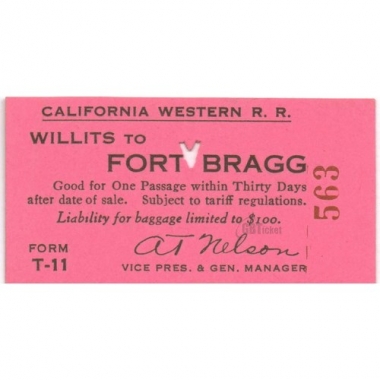 CALIFORNIA WESTERN R. R.
WILLITS TO
FORT BRAGG
Good for One Passage within Thirty Days
after date of sale. Subject to tariff regulations.
Liability for baggage limited to $100.
563
FORM
T-11
A T Nelson
VICE PRES. & GEN. MANAGER